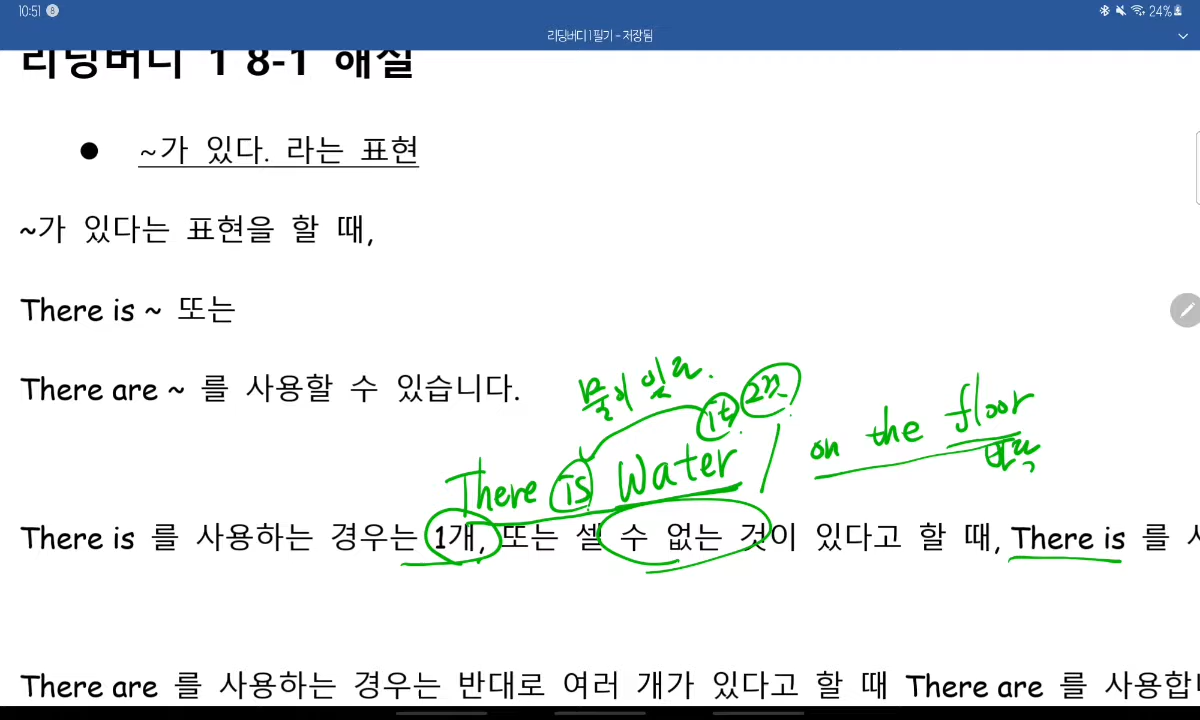 10:51 8 24%
리딩버디 1 필기 - 저장됨
리딩버디 1 8-1 해설
● ~가 있다. 라는 표현
~가 있다는 표현을 할 때,
There is ~ 또는
There are ~ 를 사용할 수 있습니다.
물이 있다.
it
on the floor
바닥
There is water /
There is 를 사용하는 경우는 1개, 또는 셀 수 없는 것이 있다고 할 때, There is 를
There are 를 사용하는 경우는 반대로 여러 개가 있다고 할 때 There are 를 사용합니